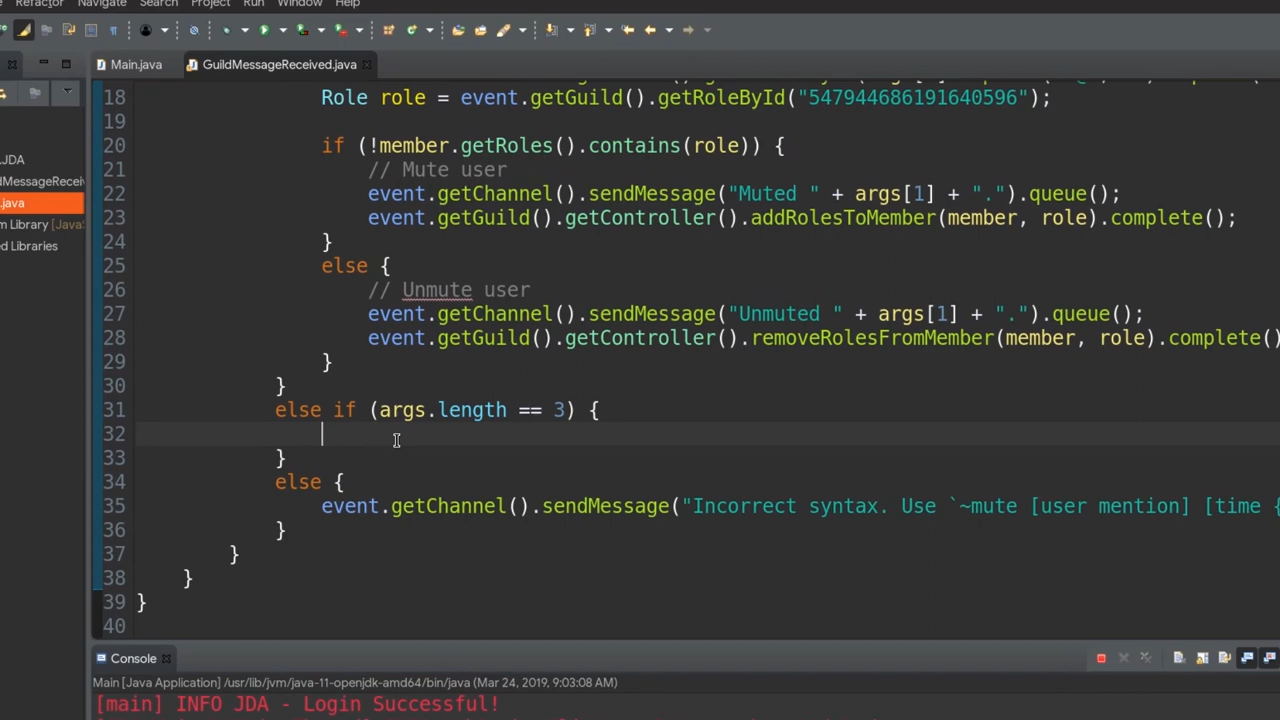 Refactor Navigate Search Project Run Window Help
Main.java GuildMessageReceived.java
18 Role role = event.getGuild().getRoleById("547944686191640596");
19
JDA
20 if (!member.getRoles().contains(role)) {
21 // Mute user
dMessageRecei
22 event.getChannel().sendMessage("Muted " + args[1] + ".").queue();
.java
23 event.getGuild().getController().addRolesToMember(member, role).complete();
m Library [Java
24 }
ed Libraries
25 else {
26 // Unmute user
27 event.getChannel().sendMessage("Unmuted " + args[1] + ".").queue();
28 event.getGuild().getController().removeRolesFromMember(member, role).complete()
29 }
30 }
31 else if (args.length == 3) {
32
33 }
34 else {
35 event.getChannel().sendMessage("Incorrect syntax. Use `~mute [user mention] [time {
36 }
37 }
38 }
39 }
40
Console
Main [Java Application] /usr/lib/jvm/java-11-openjdk-amd64/bin/java (Mar 24, 2019, 9:03:08 AM)
[main] INFO JDA - Login Successful!